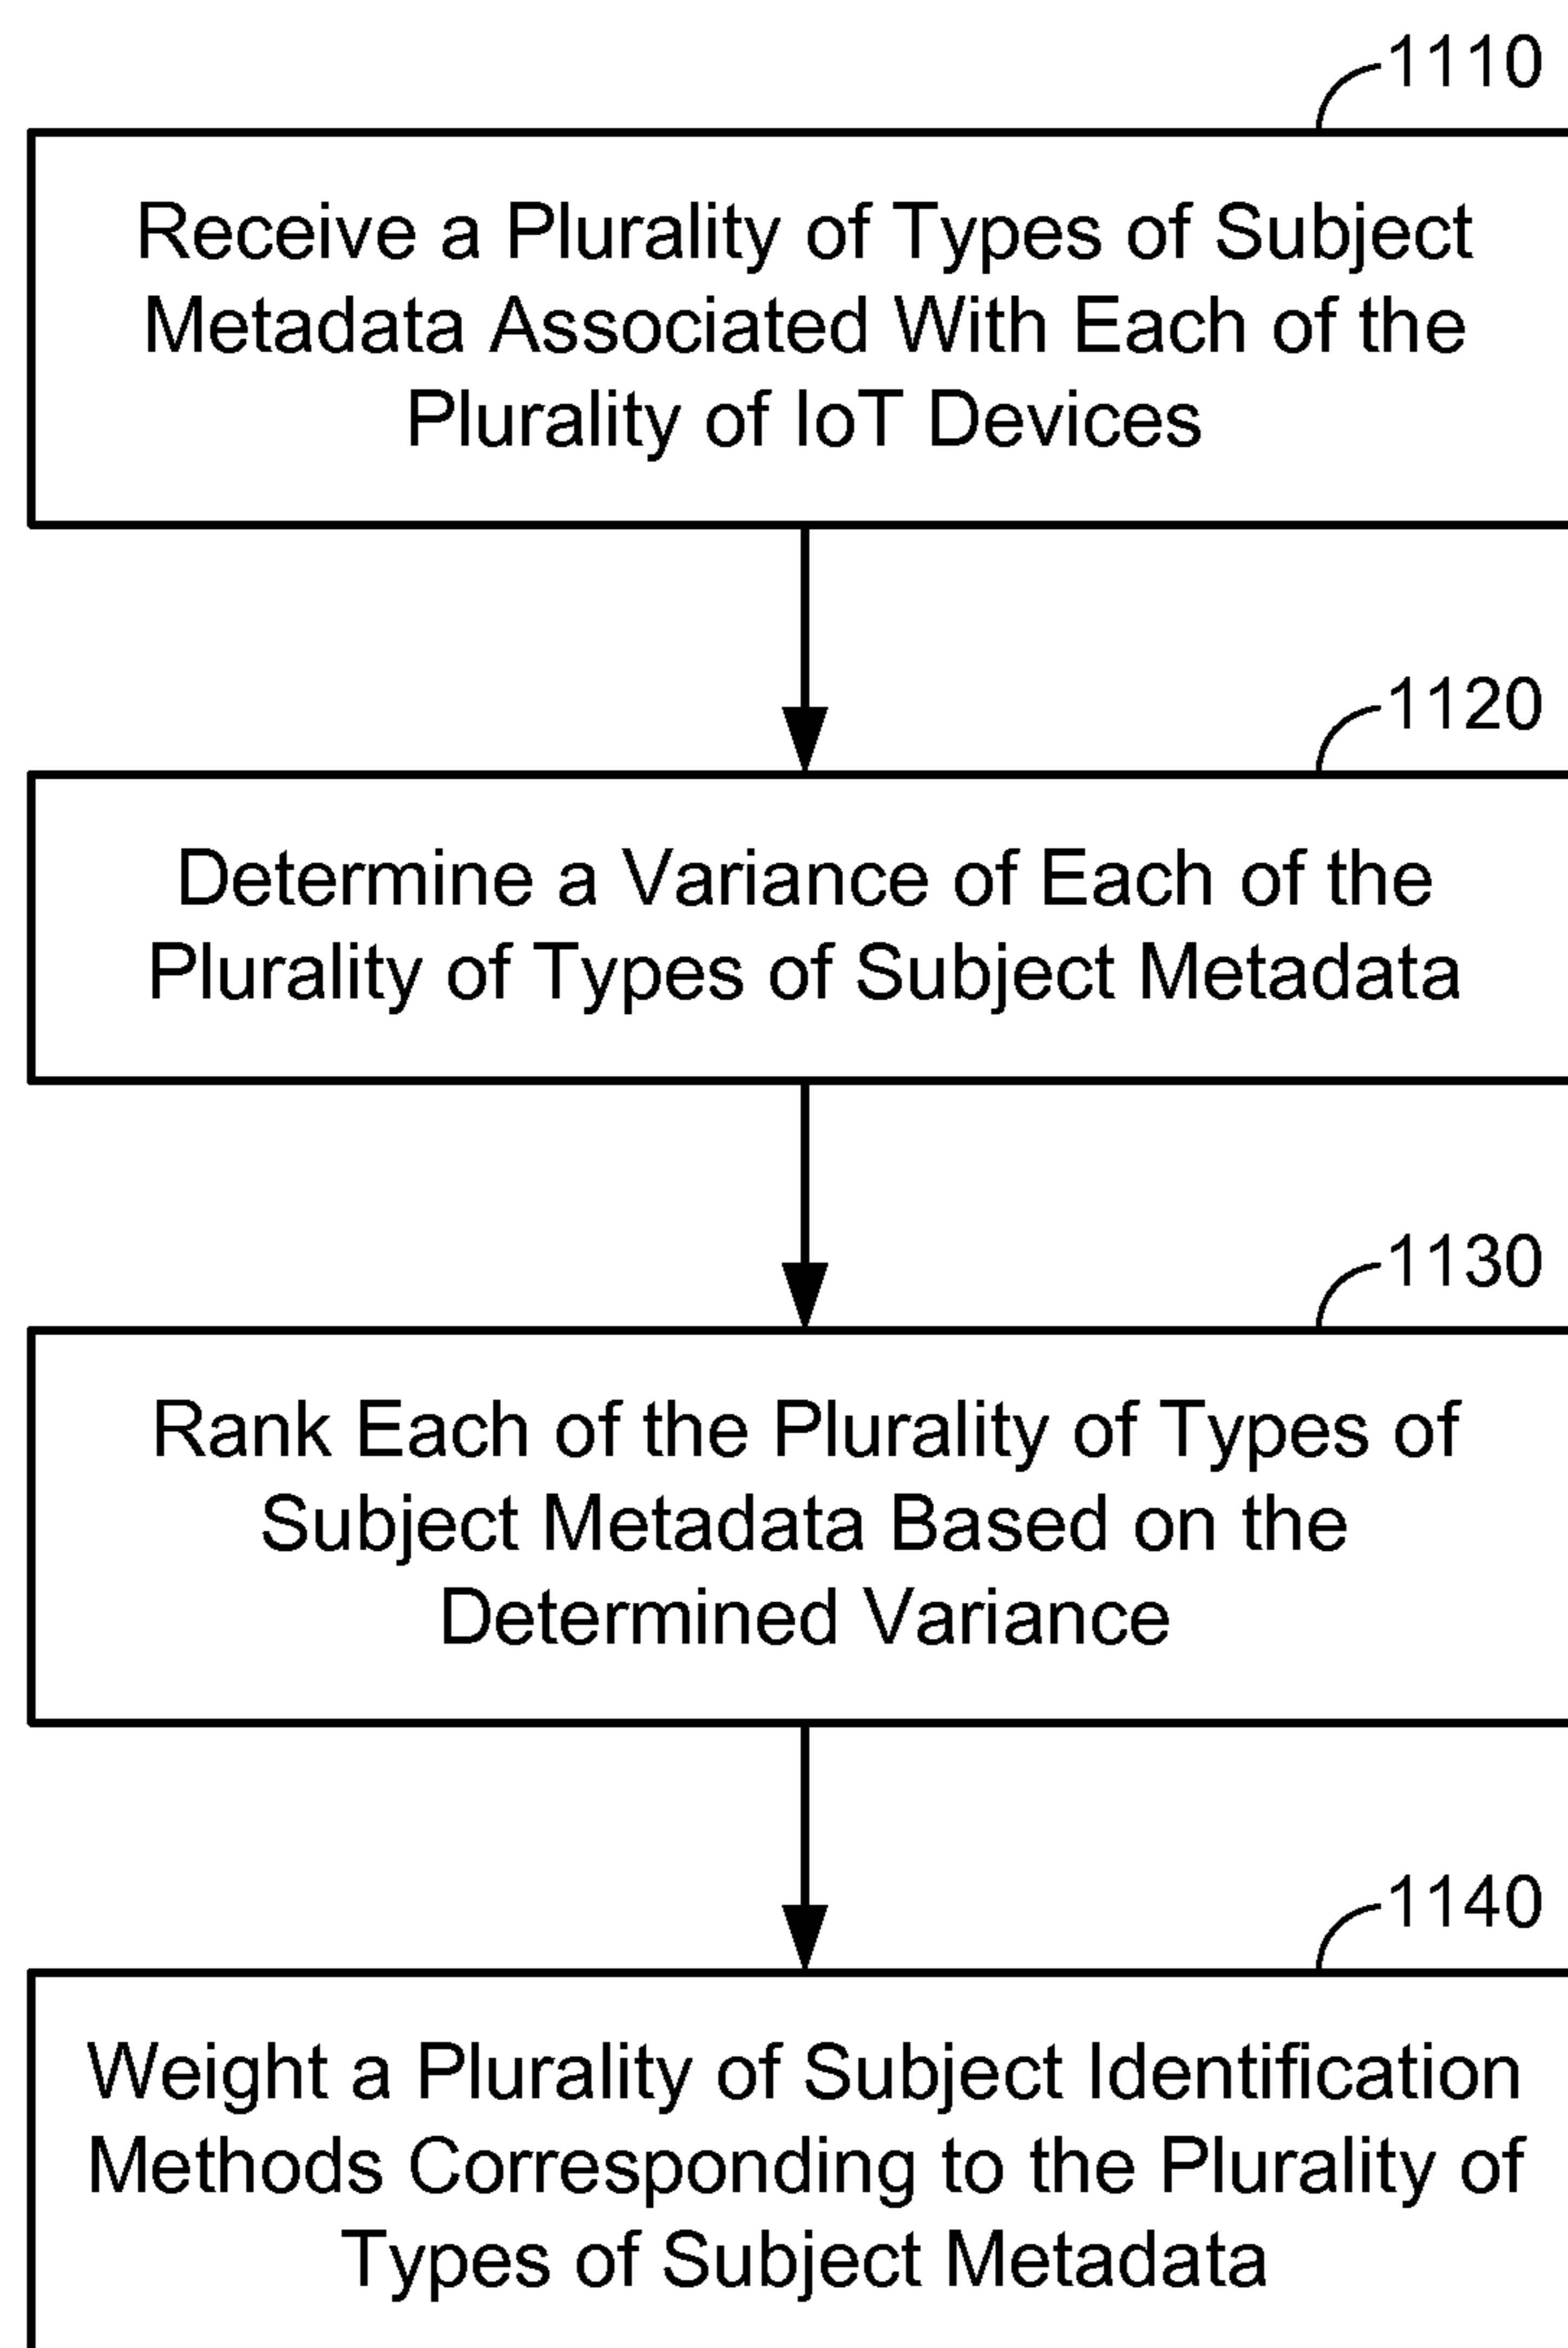 1110
Receive a Plurality of Types of Subject
Metadata Associated With Each of the
Plurality of IoT Devices
1120
Determine a Variance of Each of the
Plurality of Types of Subject Metadata
1130
Rank Each of the Plurality of Types of
Subject Metadata Based on the
Determined Variance
1140
Weight a Plurality of Subject Identification
Methods Corresponding to the Plurality of
Types of Subject Metadata